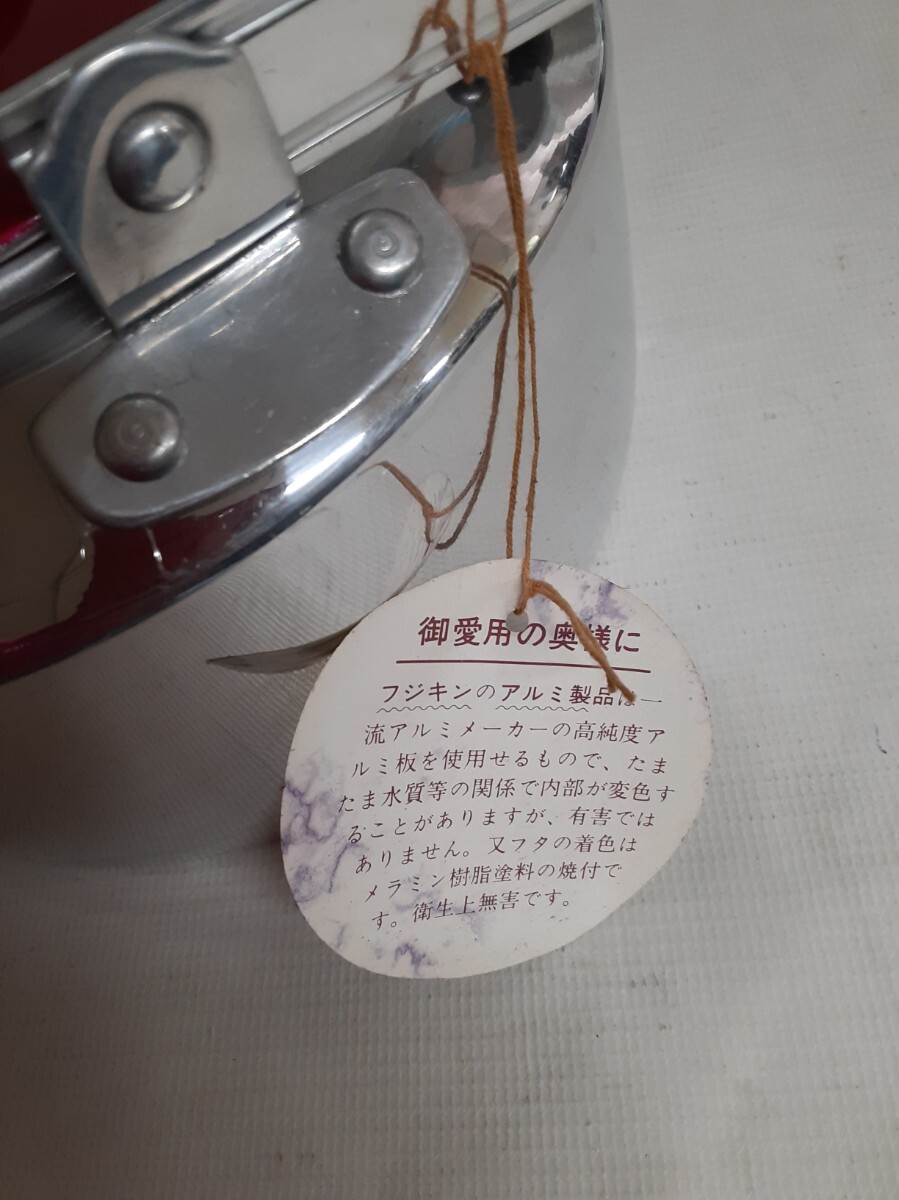 御愛用の奥様に
フジキンのアルミ製品は一
流アルミメーカーの高純度ア
ルミ板を使用せるもので、たま
たま水質等の関係で内部が変色す
ることがありますが、有害では
ありません。又フタの着色は
メラミン樹脂塗料の焼付で
す。衛生上無害です。